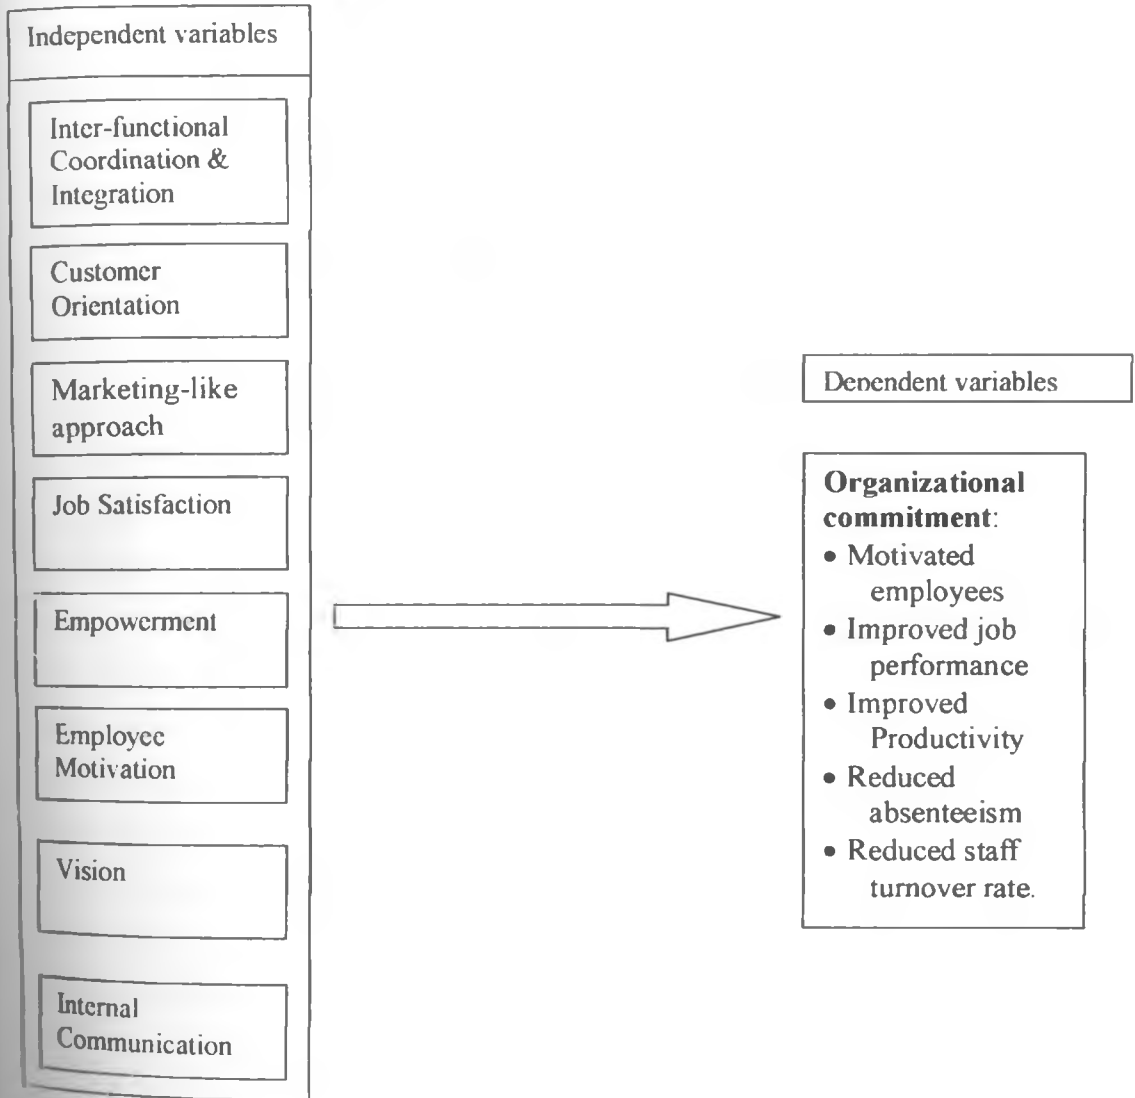 Independent variables
Inter-functional
Coordination &
Integration
Customer
Orientation
Marketing-like
approach
Job Satisfaction
Empowerment
Employee
Motivation
Vision
Internal
Communication
Denendent variables
Organizational
commitment:
• Motivated
employees
• Improved job
performance
• Improved
Productivity
• Reduced
absenteeism
• Reduced staff
turnover rate.